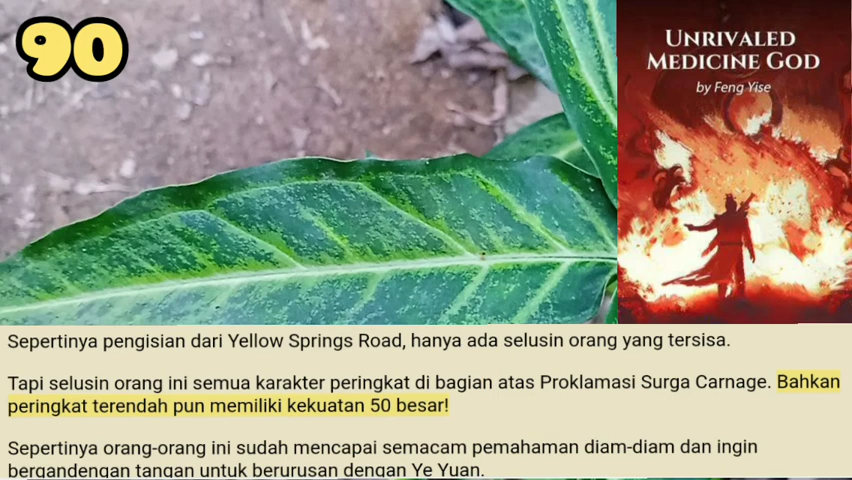 90
UNRIVALED
MEDICINE GOD
by Feng Yise
Sepertinya pengisian dari Yellow Springs Road, hanya ada selusin orang yang tersisa.
Tapi selusin orang ini semua karakter peringkat di bagian atas Proklamasi Surga Carnage. Bahkan
peringkat terendah pun memiliki kekuatan 50 besar!
Sepertinya orang-orang ini sudah mencapai semacam pemahaman diam-diam dan ingin
bergandengan tangan untuk berurusan dengan Ye Yuan.